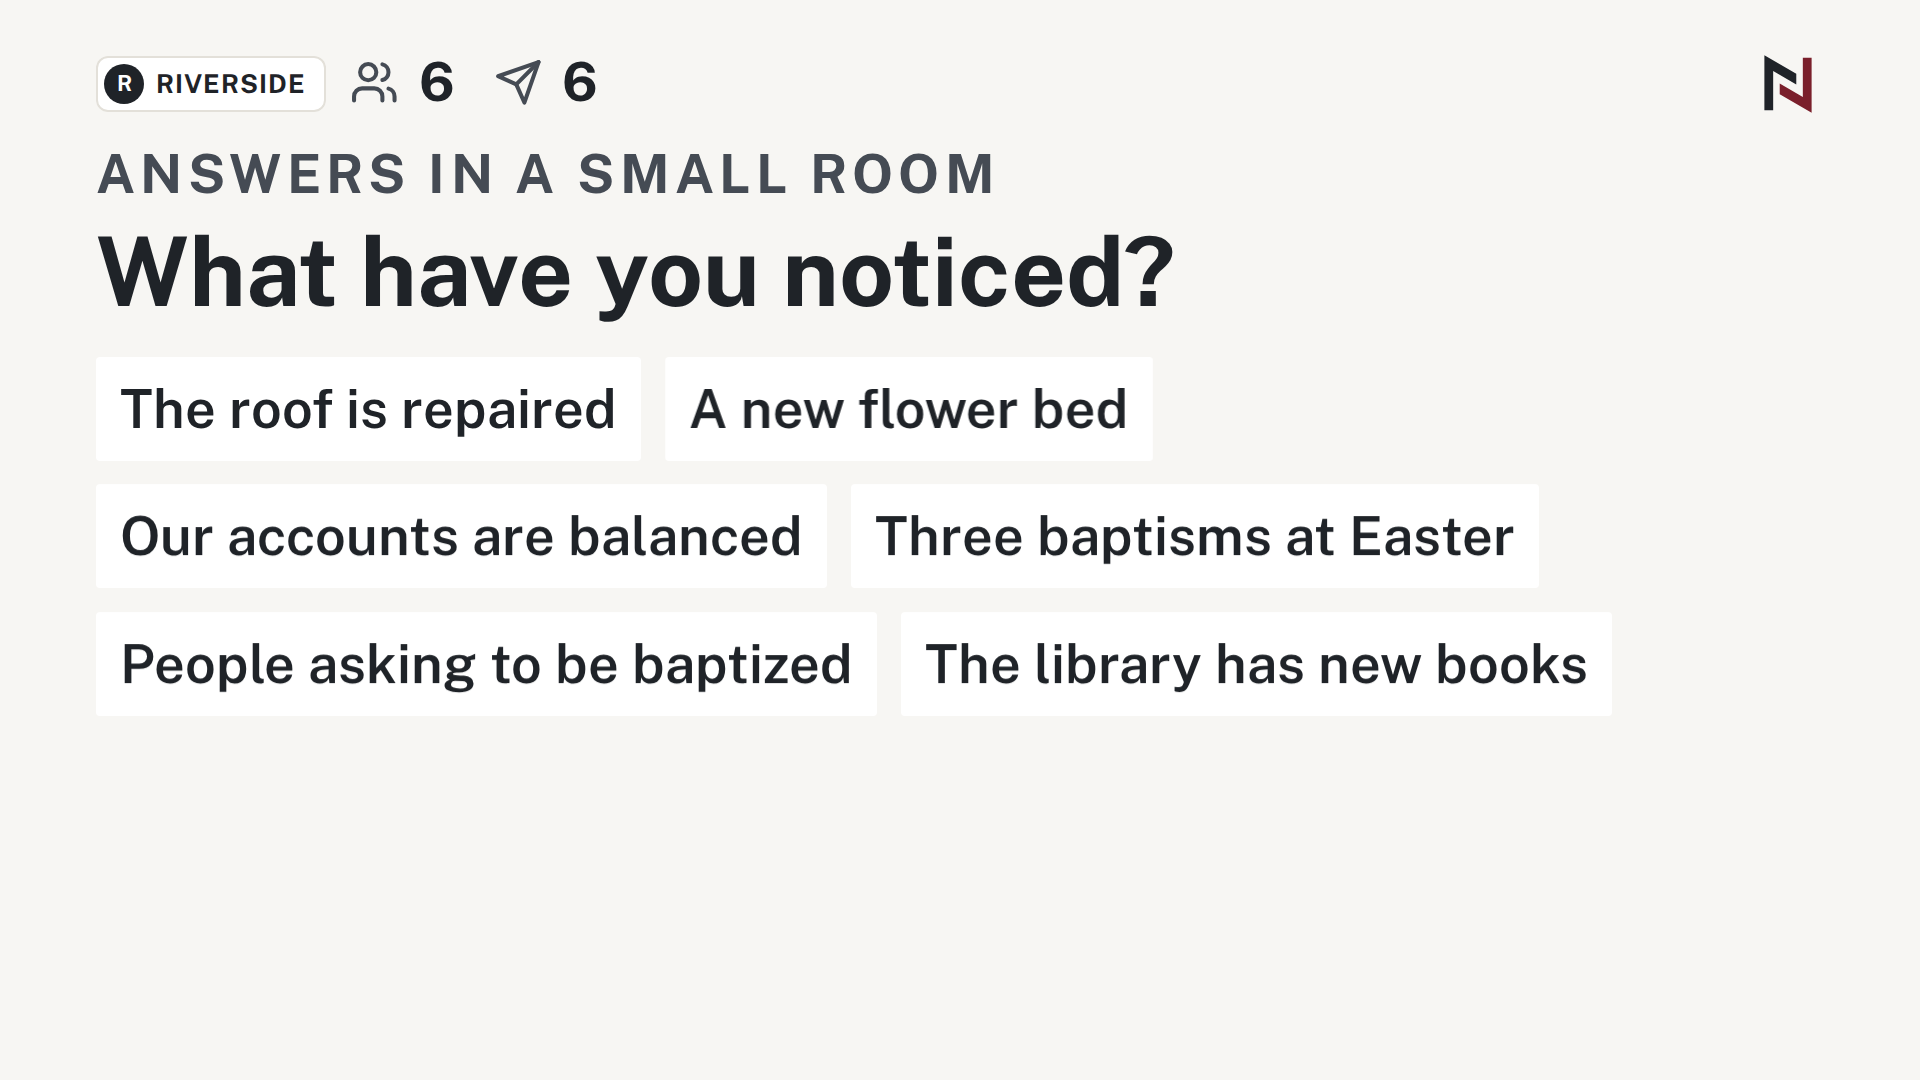 R RIVERSIDE 6 6
ANSWERS IN A SMALL ROOM
What have you noticed?
The roof is repaired
A new flower bed
Our accounts are balanced
Three baptisms at Easter
People asking to be baptized
The library has new books